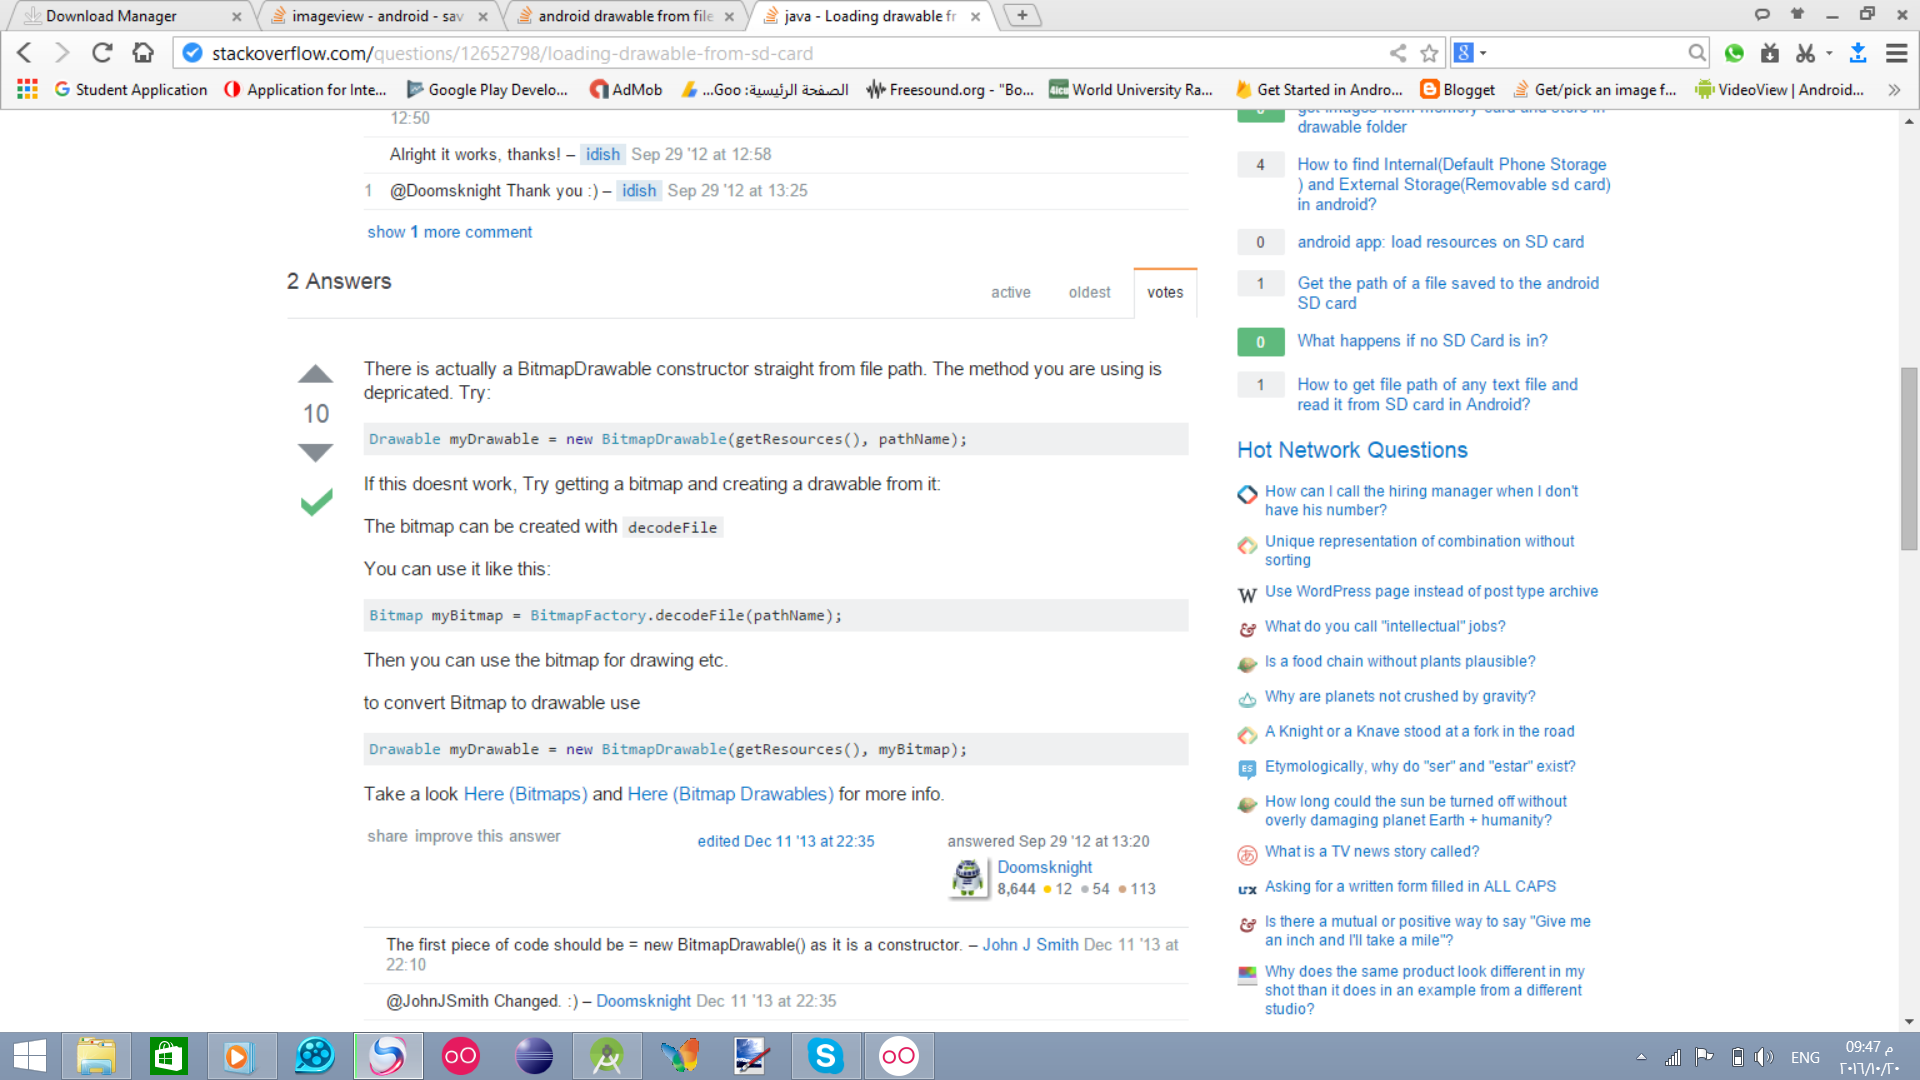 Download Manager
imageview - android - sav
android drawable from file
java - Loading drawable fr
stackoverflow.com/questions/12652798/loading-drawable-from-sd-card
Student Application
Application for Inte...
Google Play Develo...
AdMob
الصفحة الرئيسية: Goo...
Freesound.org - "Bo...
World University Ra...
Get Started in Andro...
Blogget
Get/pick an image f...
VideoView | Android...
12:50
Alright it works, thanks! – idish Sep 29 '12 at 12:58
1 @Doomsknight Thank you :) – idish Sep 29 '12 at 13:25
show 1 more comment
2 Answers
active oldest votes
10
There is actually a BitmapDrawable constructor straight from file path. The method you are using is
depricated. Try:
Drawable myDrawable = new BitmapDrawable(getResources(), pathName);
If this doesnt work, Try getting a bitmap and creating a drawable from it:
The bitmap can be created with decodeFile
You can use it like this:
Bitmap myBitmap = BitmapFactory.decodeFile(pathName);
Then you can use the bitmap for drawing etc.
to convert Bitmap to drawable use
Drawable myDrawable = new BitmapDrawable(getResources(), myBitmap);
Take a look Here (Bitmaps) and Here (Bitmap Drawables) for more info.
share improve this answer
edited Dec 11 '13 at 22:35
answered Sep 29 '12 at 13:20
Doomsknight
8,644 12 54 113
The first piece of code should be = new BitmapDrawable() as it is a constructor. – John J Smith Dec 11 '13 at
22:10
@JohnJSmith Changed. :) – Doomsknight Dec 11 '13 at 22:35
get images from memory card and store in
drawable folder
4 How to find Internal(Default Phone Storage
) and External Storage(Removable sd card)
in android?
0 android app: load resources on SD card
1 Get the path of a file saved to the android
SD card
0 What happens if no SD Card is in?
1 How to get file path of any text file and
read it from SD card in Android?
Hot Network Questions
How can I call the hiring manager when I don't
have his number?
Unique representation of combination without
sorting
Use WordPress page instead of post type archive
What do you call "intellectual" jobs?
Is a food chain without plants plausible?
Why are planets not crushed by gravity?
A Knight or a Knave stood at a fork in the road
Etymologically, why do "ser" and "estar" exist?
How long could the sun be turned off without
overly damaging planet Earth + humanity?
What is a TV news story called?
Asking for a written form filled in ALL CAPS
Is there a mutual or positive way to say "Give me
an inch and I'll take a mile"?
Why does the same product look different in my
shot than it does in an example from a different
studio?
ENG
09:47 م
٢٠١٦/١٠/٢٠